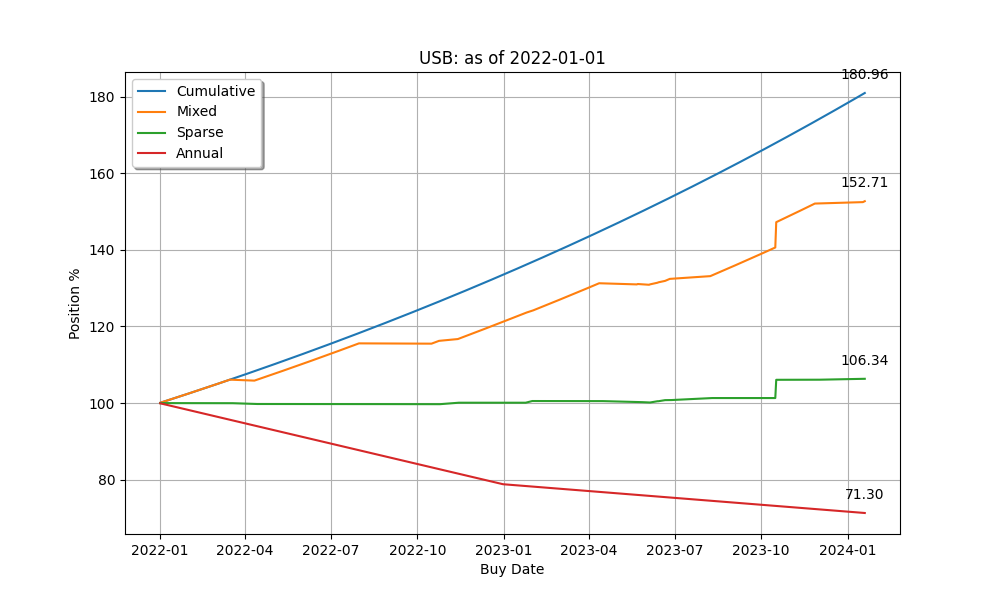 USB: as of 2022-01-01
180.96
180
Cumulative
Mixed
Sparse
Annual
160
152.71
140
120
106.34
100
80
71.30
Position %
2022-01 2022-04 2022-07 2022-10 2023-01 2023-04 2023-07 2023-10 2024-01
Buy Date